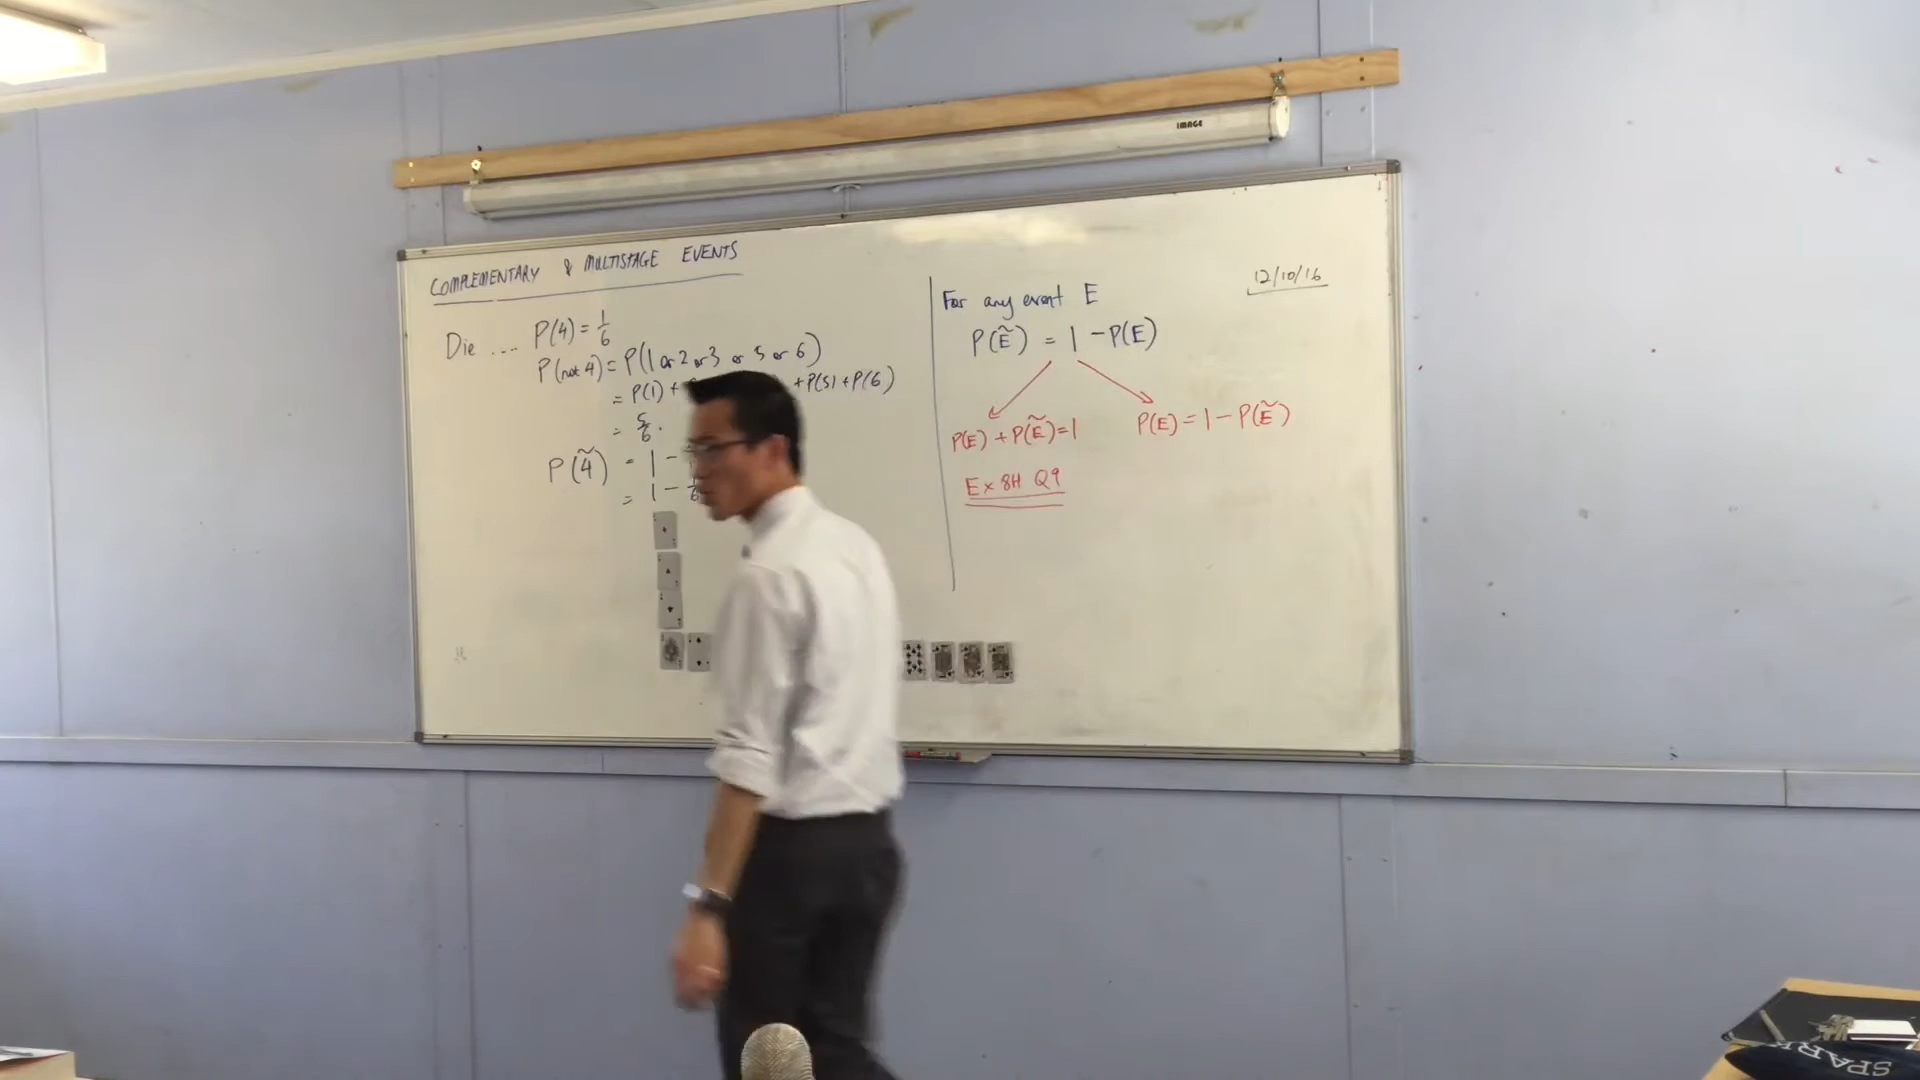 IMAGE
COMPLEMENTARY & MULTISTAGE EVENTS
Die .... P(4) = 1/6
P(not 4) = P(1 or 2 or 3 or 5 or 6)
= P(1) + + P(5) + P(6)
= 5/6.
P(4̃) = 1 -
= 1 - 1/6
12/10/16
For any event E
P(Ẽ) = 1 - P(E)
P(E) + P(Ẽ) = 1
P(E) = 1 - P(Ẽ)
Ex 8H Q9